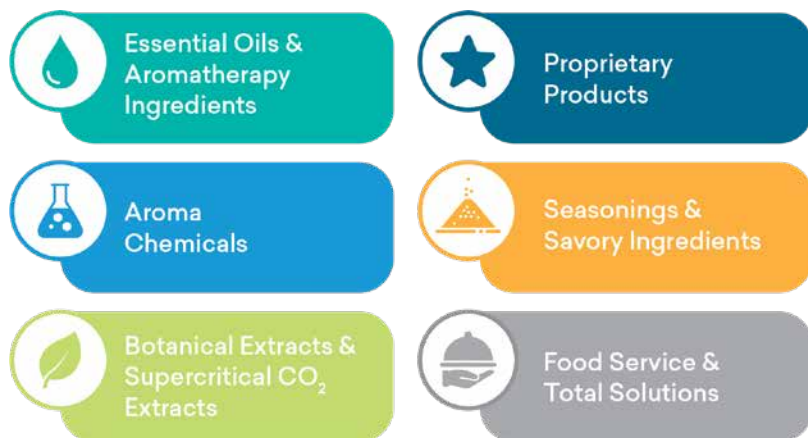 Essential Oils &
Aromatherapy
Ingredients
Proprietary
Products
Aroma
Chemicals
Seasonings &
Savory Ingredients
Botanical Extracts &
Supercritical CO₂
Extracts
Food Service &
Total Solutions